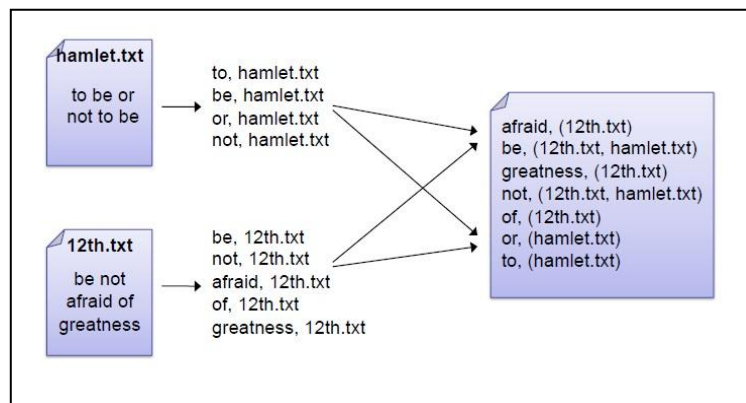 hamlet.txt
to be or
not to be
to, hamlet.txt
be, hamlet.txt
or, hamlet.txt
not, hamlet.txt
12th.txt
be not
afraid of
greatness
be, 12th.txt
not, 12th.txt
afraid, 12th.txt
of, 12th.txt
greatness, 12th.txt
afraid, (12th.txt)
be, (12th.txt, hamlet.txt)
greatness, (12th.txt)
not, (12th.txt, hamlet.txt)
of, (12th.txt)
or, (hamlet.txt)
to, (hamlet.txt)